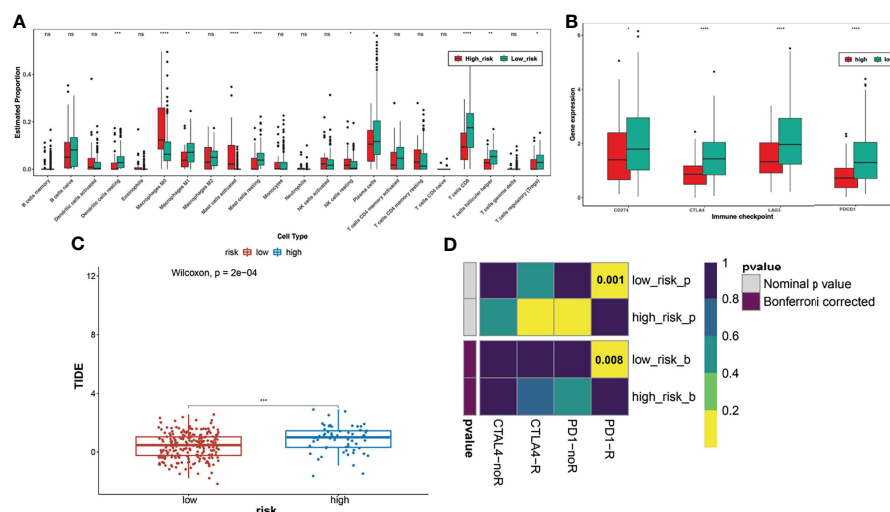 A
ns
ns
ns
***
ns
****
**
ns
****
****
ns
ns
ns
*
*
ns
ns
ns
****
**
ns
*
High_risk
Low_risk
Estimated Proportion
0.4
0.2
0.0
B cells memory
B cells naive
Dendritic cells activated
Dendritic cells resting
Eosinophils
Macrophages M0
Macrophages M1
Macrophages M2
Mast cells activated
Mast cells resting
Monocytes
Neutrophils
NK cells activated
NK cells resting
Plasma cells
T cells CD4 memory activated
T cells CD4 memory resting
T cells CD4 naive
T cells CD8
T cells follicular helper
T cells gamma delta
T cells regulatory (Tregs)
Cell Type
B
*
****
****
****
high
low
Gene expression
6
4
2
0
CD274
CTLA4
LAG3
PDCD1
Immune checkpoint
C
risk
low
high
Wilcoxon, p = 2e−04
TIDE
12
8
4
0
***
low
high
risk
D
0.001
low_risk_p
high_risk_p
0.008
low_risk_b
high_risk_b
pvalue
CTAL4−noR
CTLA4−R
PD1−noR
PD1−R
1
0.8
0.6
0.4
0.2
pvalue
Nominal p value
Bonferroni corrected